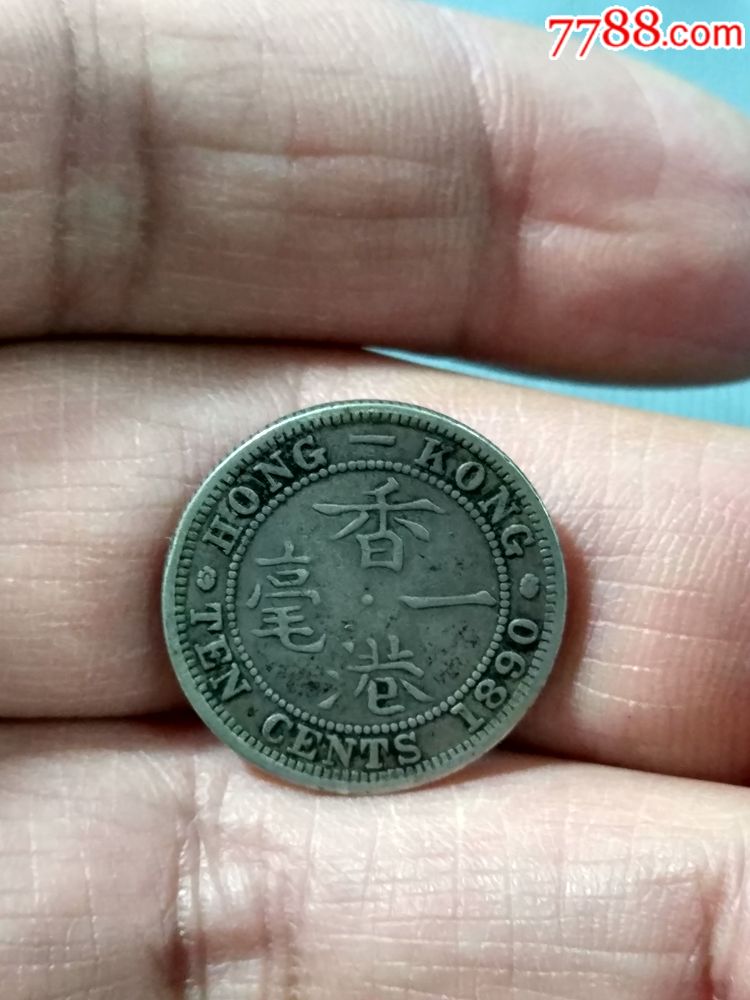 7788.com
HONG – KONG
香港
一毫
TEN CENTS 1890